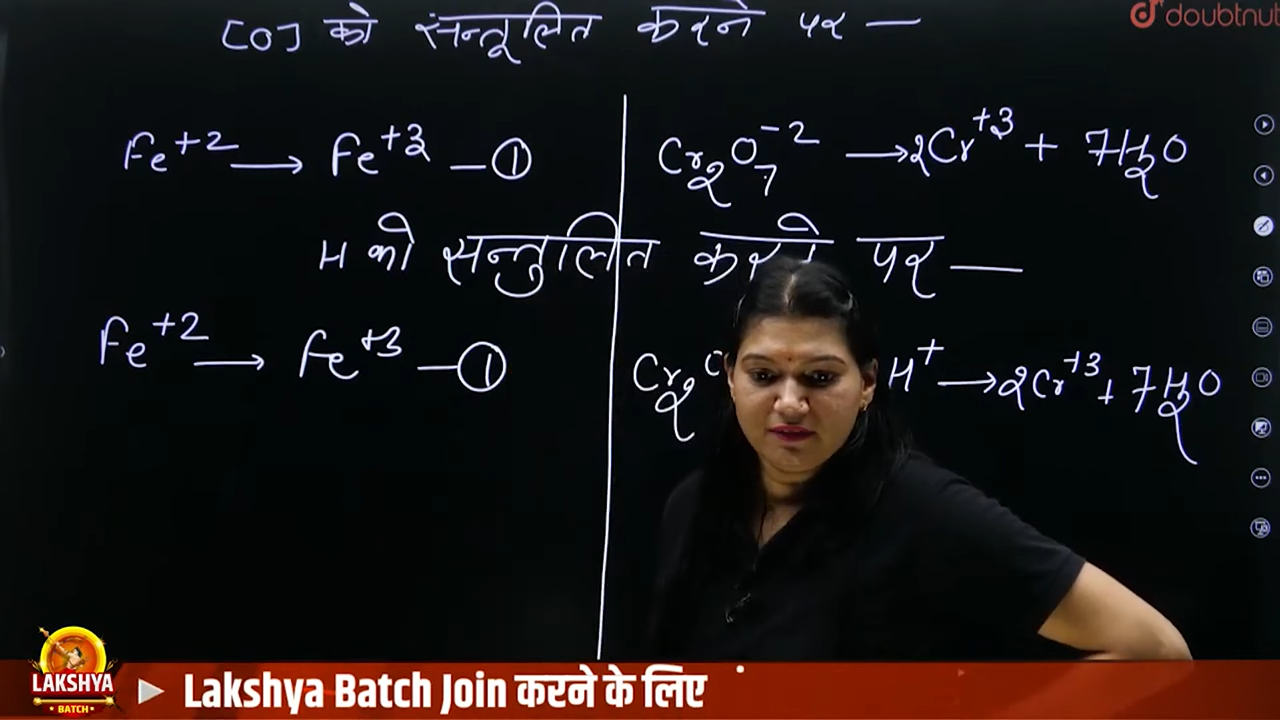 [O] को सन्तूलित करने पर —
doubtnut
Fe+2 → Fe+3 — ①
Cr2O7-2 → 2Cr+3 + 7H2O
H को सन्तुलित करने पर —
Fe+2 → Fe+3 — ①
Cr2 H+ → 2Cr+3 + 7H2O
LAKSHYA
BATCH
Lakshya Batch Join करने के लिए